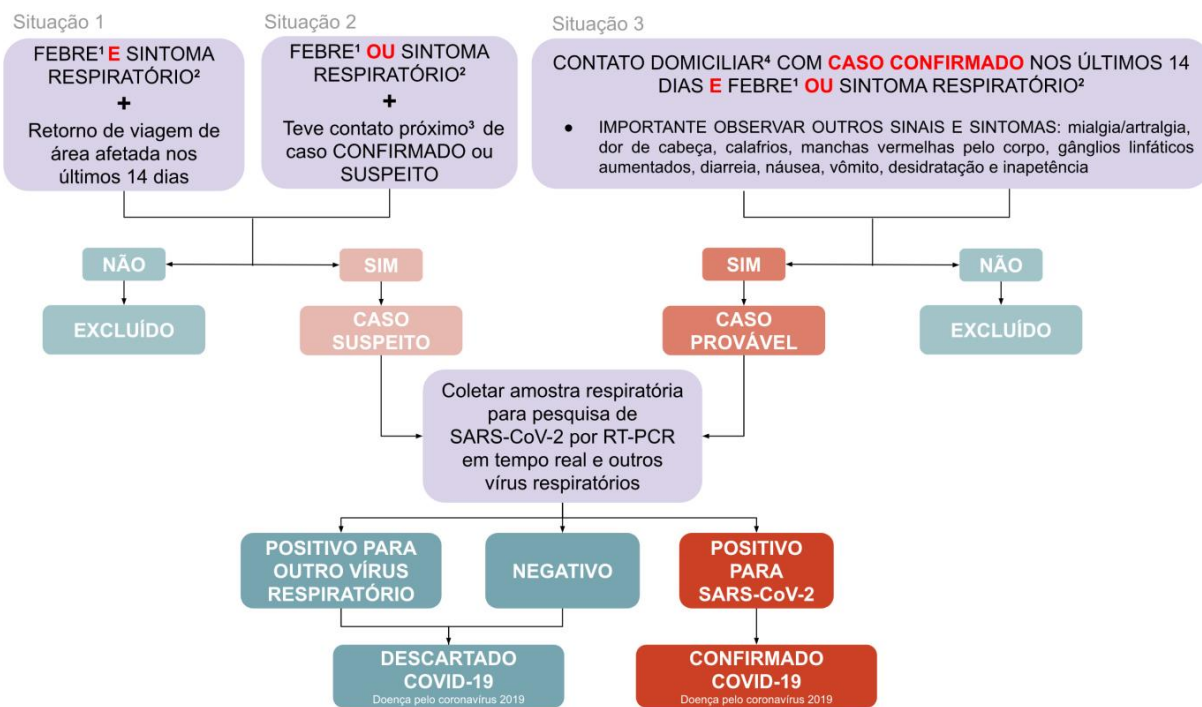 Situação 1
FEBRE¹ E SINTOMA
RESPIRATÓRIO²
+
Retorno de viagem de
área afetada nos
últimos 14 dias
Situação 2
FEBRE¹ OU SINTOMA
RESPIRATÓRIO²
+
Teve contato próximo³ de
caso CONFIRMADO ou
SUSPEITO
Situação 3
CONTATO DOMICILIAR⁴ COM CASO CONFIRMADO NOS ÚLTIMOS 14
DIAS E FEBRE¹ OU SINTOMA RESPIRATÓRIO²
● IMPORTANTE OBSERVAR OUTROS SINAIS E SINTOMAS: mialgia/artralgia,
dor de cabeça, calafrios, manchas vermelhas pelo corpo, gânglios linfáticos
aumentados, diarreia, náusea, vômito, desidratação e inapetência
NÃO
SIM
SIM
NÃO
EXCLUÍDO
CASO
SUSPEITO
CASO
PROVÁVEL
EXCLUÍDO
Coletar amostra respiratória
para pesquisa de
SARS-CoV-2 por RT-PCR
em tempo real e outros
vírus respiratórios
POSITIVO PARA
OUTRO VÍRUS
RESPIRATÓRIO
NEGATIVO
POSITIVO
PARA
SARS-CoV-2
DESCARTADO
COVID-19
Doença pelo coronavírus 2019
CONFIRMADO
COVID-19
Doença pelo coronavírus 2019